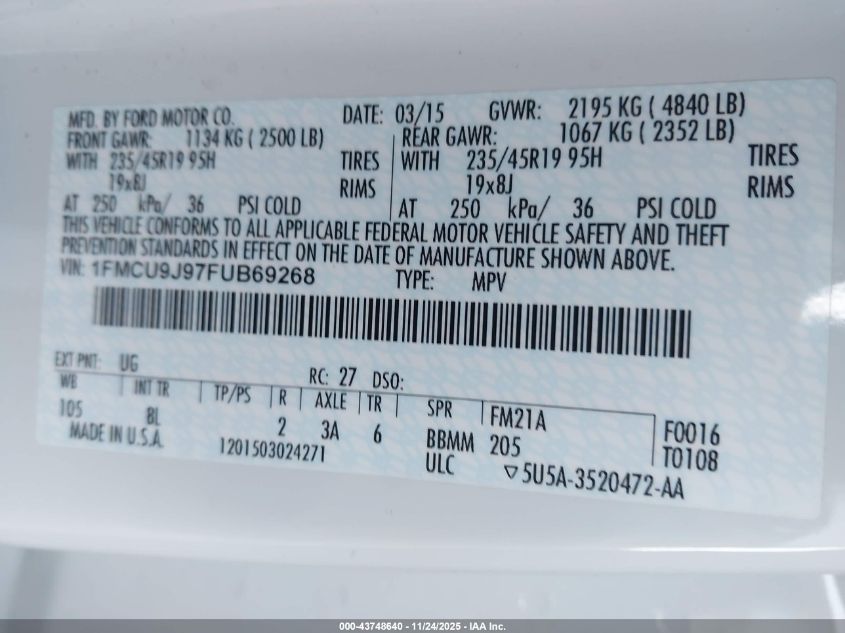 MFD. BY FORD MOTOR CO. DATE: 03/15 GVWR: 2195 KG ( 4840 LB)
FRONT GAWR: 1134 KG ( 2500 LB) REAR GAWR: 1067 KG ( 2352 LB)
WITH 235/45R19 95H TIRES WITH 235/45R19 95H TIRES
19x8J RIMS 19x8J RIMS
AT 250 kPa/ 36 PSI COLD AT 250 kPa/ 36 PSI COLD
THIS VEHICLE CONFORMS TO ALL APPLICABLE FEDERAL MOTOR VEHICLE SAFETY AND THEFT
PREVENTION STANDARDS IN EFFECT ON THE DATE OF MANUFACTURE SHOWN ABOVE.
VIN: 1FMCU9J97FUB69268 TYPE: MPV
EXT PNT: UG RC: 27 DSO:
WB INT TR TP/PS R AXLE TR SPR FM21A F0016
105 8L 2 3A 6 BBMM 205 T0108
MADE IN U.S.A. 1201503024271 ULC ▽5U5A-3520472-AA
000-43748640 - 11/24/2025 - IAA Inc.